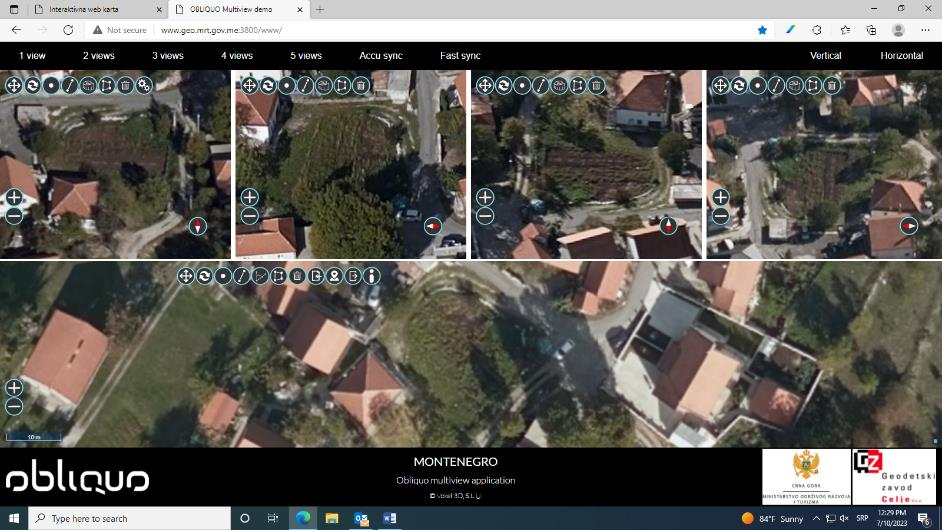 Interaktivna web karta
OBLIQUO Multiview demo
Not secure
www.geo.mrt.gov.me:3800/www/
1 view
2 views
3 views
4 views
5 views
Accu sync
Fast sync
Vertical
Horizontal
10 m
obliquo
MONTENEGRO
Obliquo multiview application
© Voxel 3D, S.L.U.
CRNA GORA
MINISTARSTVO ODRŽIVOG RAZVOJA
I TURIZMA
GZ
Geodetski
zavod
Celje d.o.o.
Type here to search
84°F Sunny
SRP
12:29 PM
7/10/2023
6